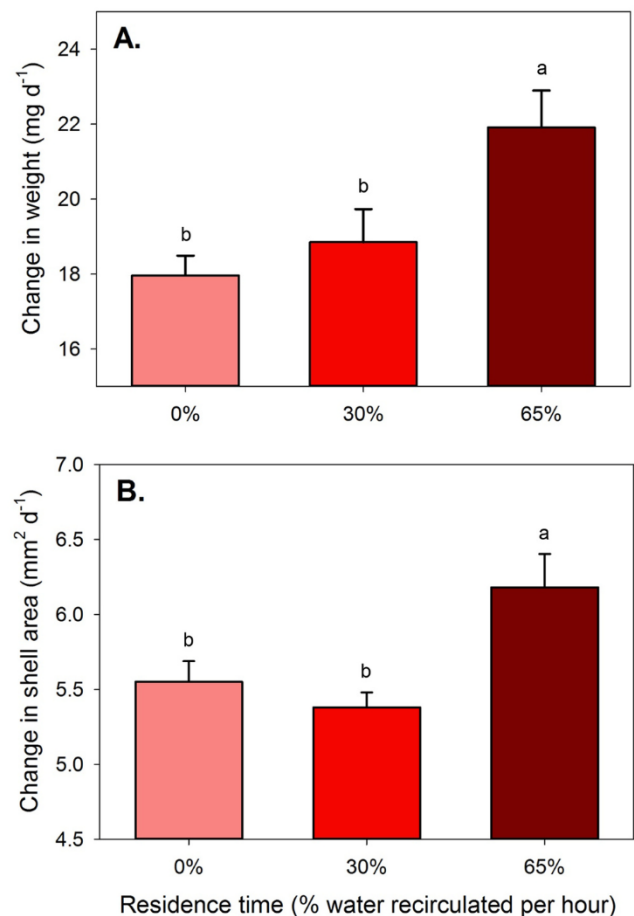 A.
Change in weight (mg d⁻¹)
24
22
20
18
16
b
b
a
0% 30% 65%
B.
Change in shell area (mm² d⁻¹)
7.0
6.5
6.0
5.5
5.0
4.5
b
b
a
0% 30% 65%
Residence time (% water recirculated per hour)